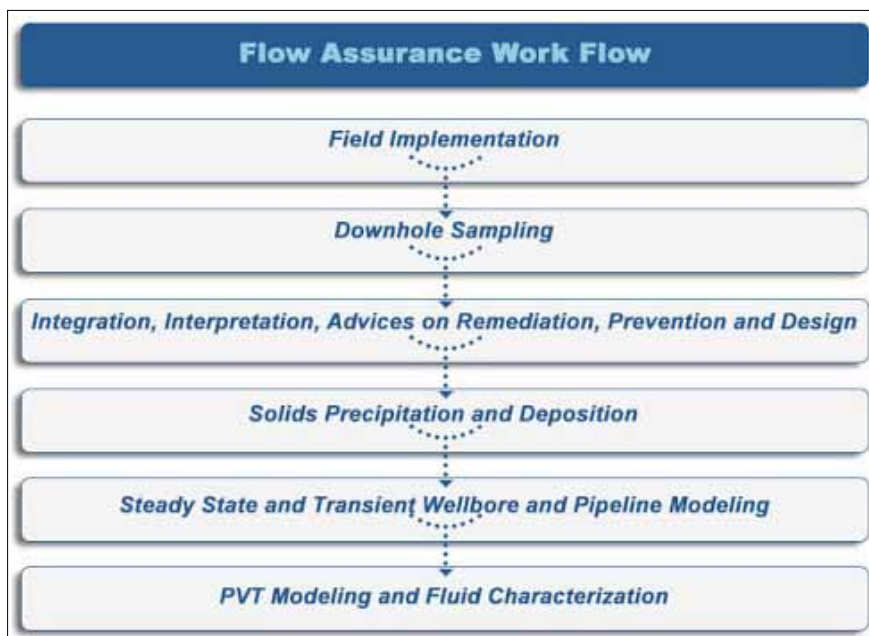 Flow Assurance Work Flow
Field Implementation
Downhole Sampling
Integration, Interpretation, Advices on Remediation, Prevention and Design
Solids Precipitation and Deposition
Steady State and Transient Wellbore and Pipeline Modeling
PVT Modeling and Fluid Characterization